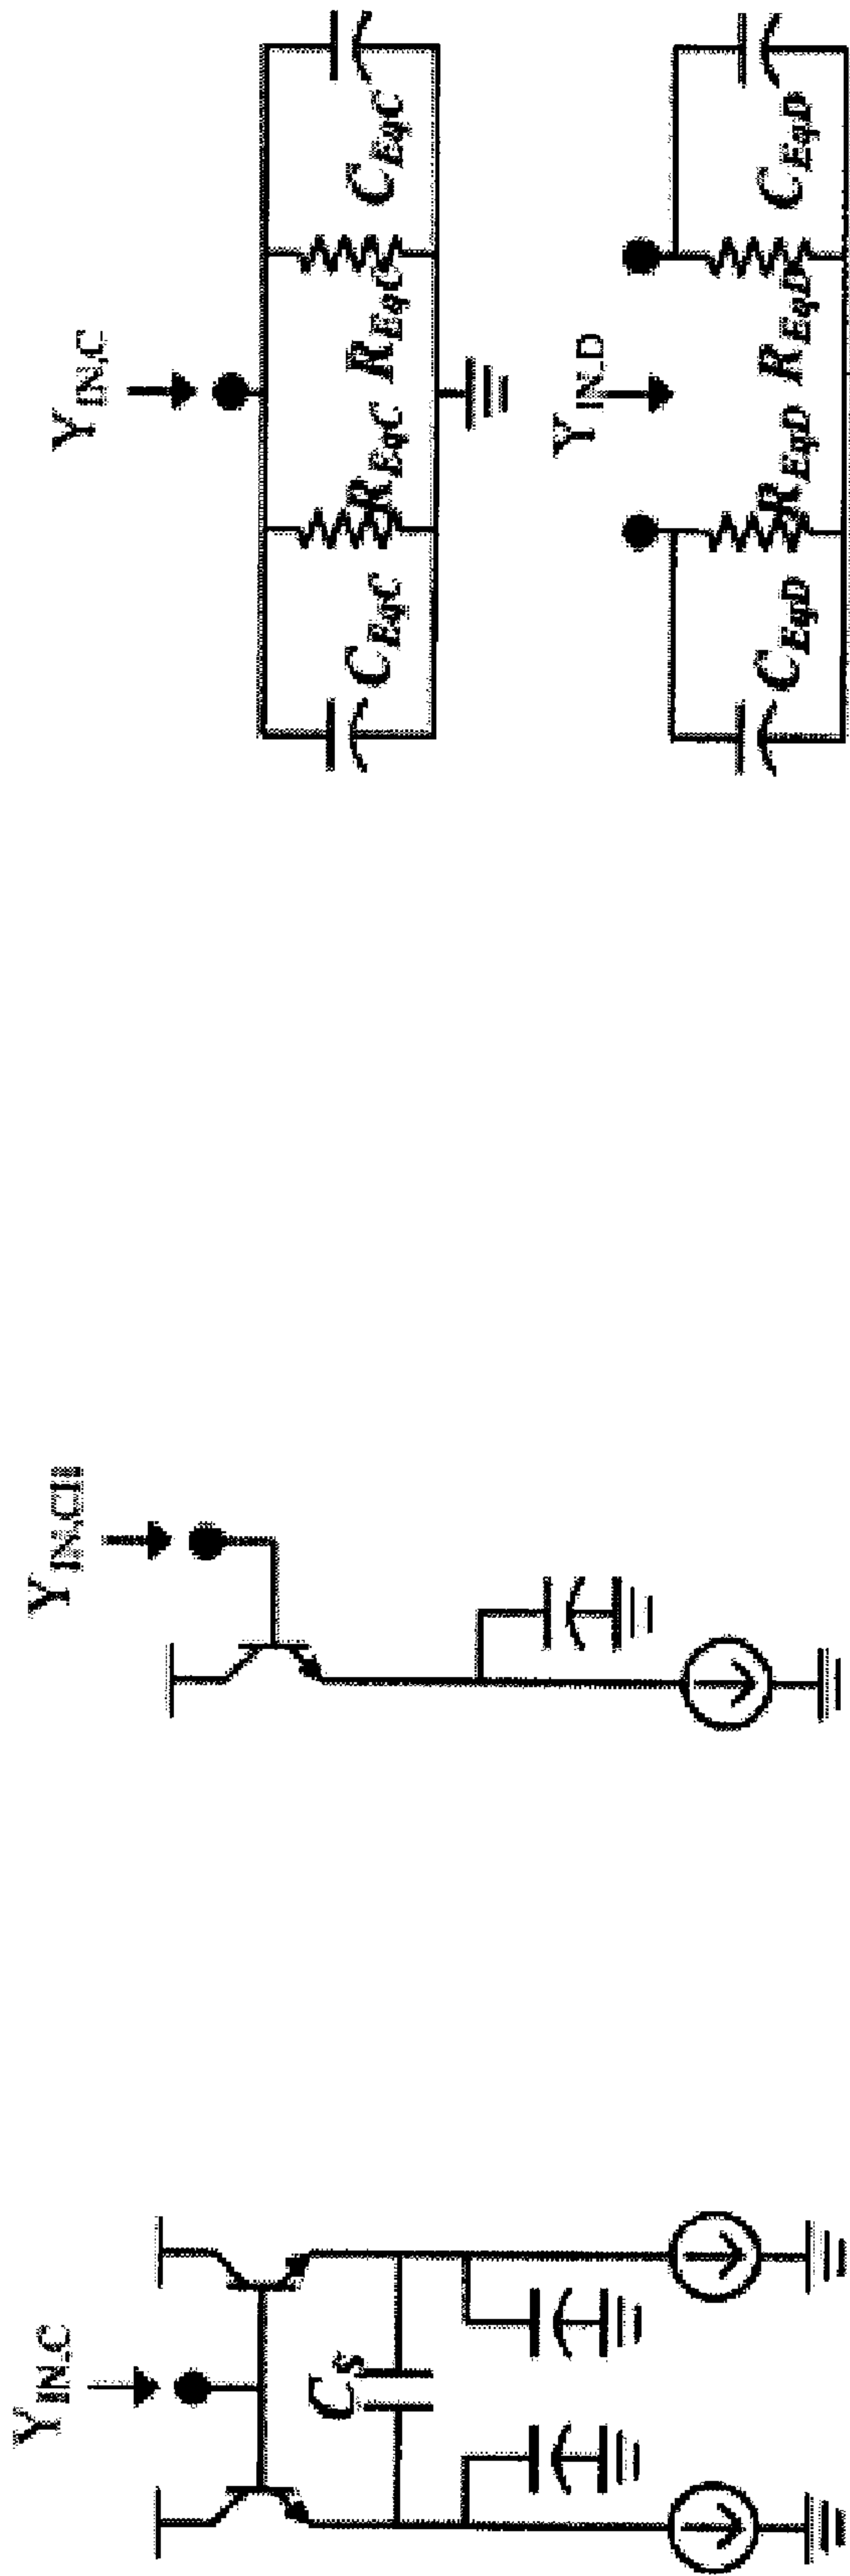 Y_IN,C
C_s
Y_IN,CH
Y_IN,C
C_EqC R_EqC R_EqC C_EqC
Y_IN,D
C_EqD R_EqD R_EqD C_EqD